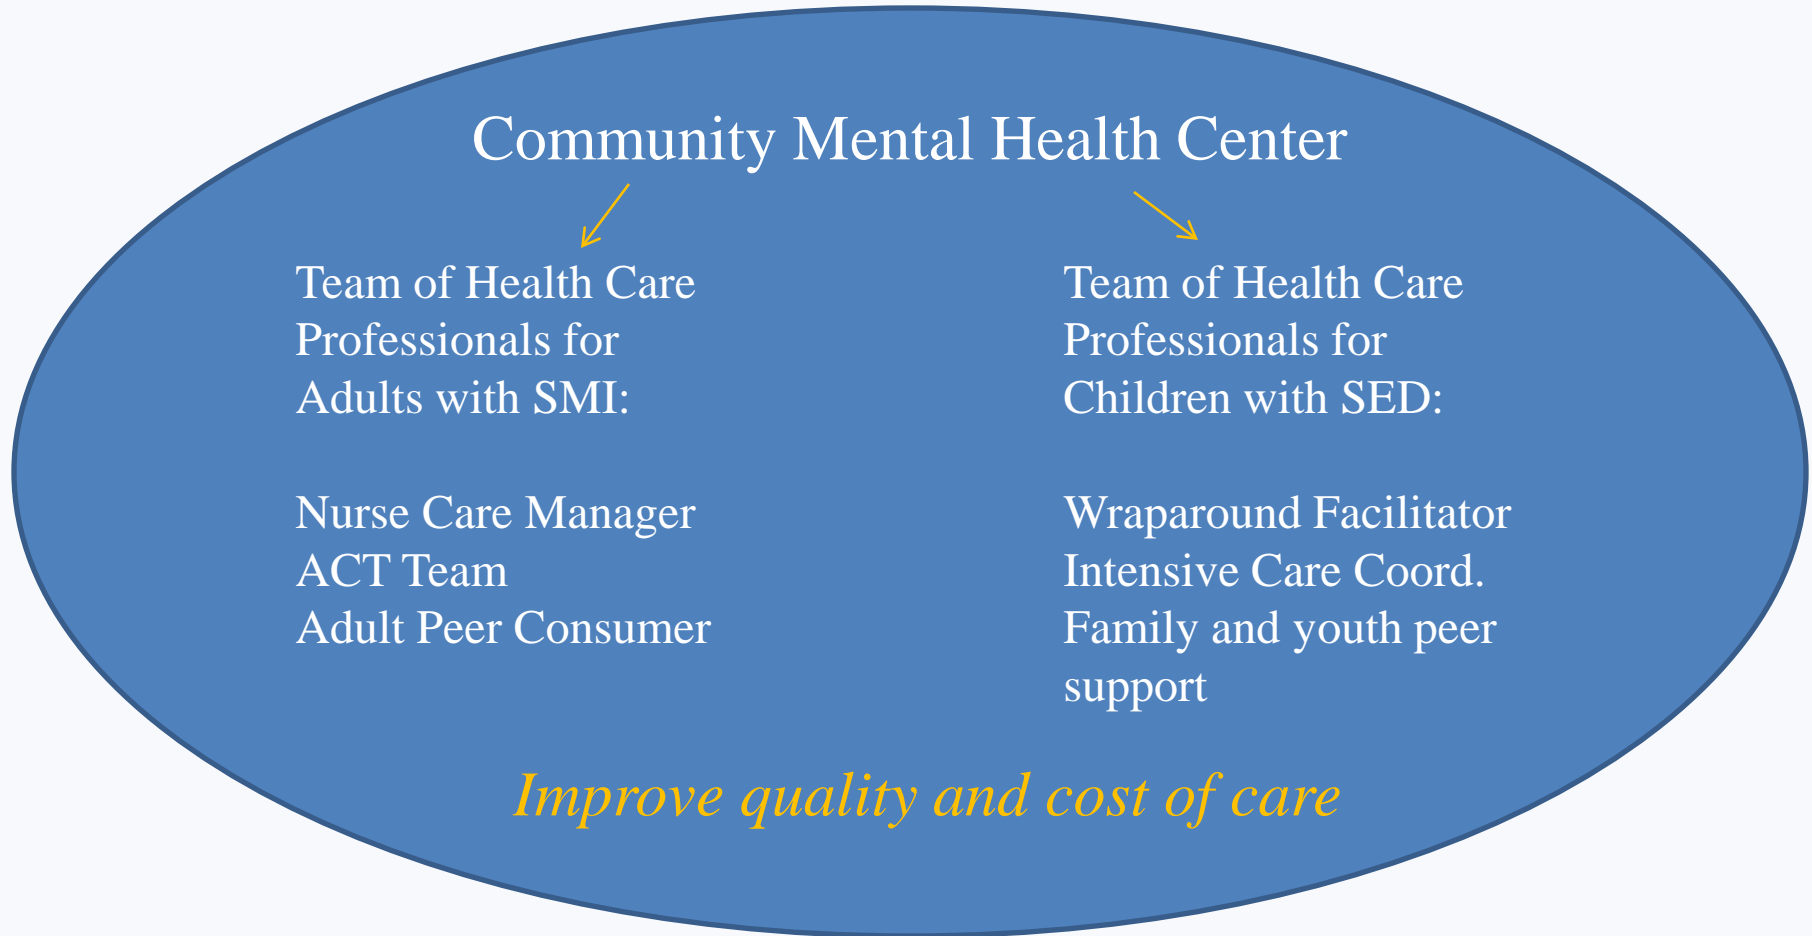 Community Mental Health Center
Team of Health Care
Professionals for
Adults with SMI:
Nurse Care Manager
ACT Team
Adult Peer Consumer
Team of Health Care
Professionals for
Children with SED:
Wraparound Facilitator
Intensive Care Coord.
Family and youth peer
support
Improve quality and cost of care